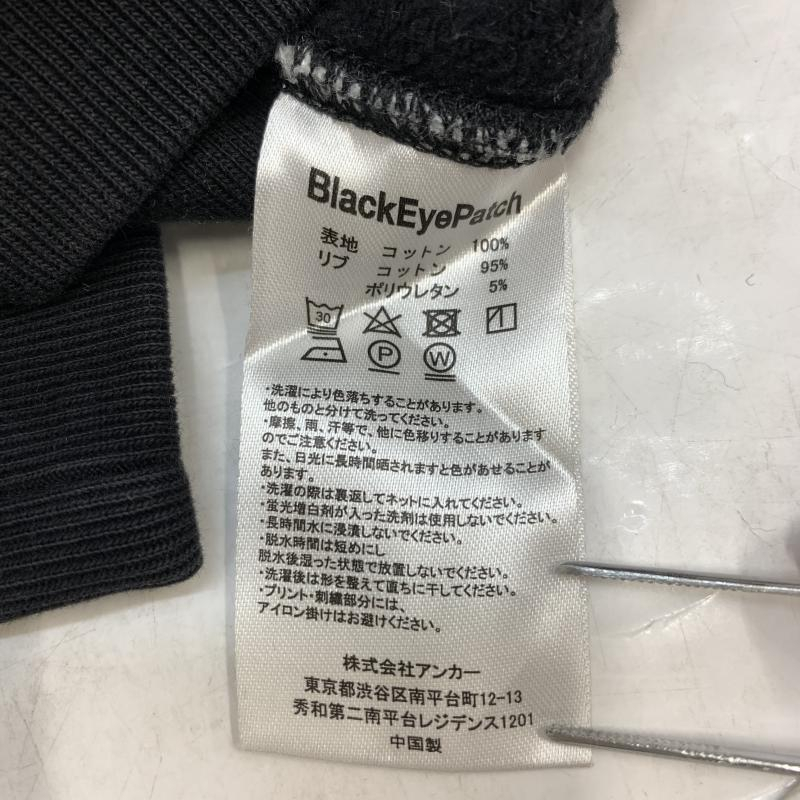 BlackEyePatch
表地 コットン 100%
リブ コットン 95%
ポリウレタン 5%
30
P W
・洗濯により色落ちすることがあります。
他のものと分けて洗ってください。
・摩擦、雨、汗等で、他に色移りすることがあります
のでご注意ください。
また、日光に長時間晒されますと色があせることが
あります。
・洗濯の際は裏返してネットに入れてください。
・蛍光増白剤が入った洗剤は使用しないでください。
・長時間水に浸漬しないでください。
・脱水時間は短めにし
脱水後湿った状態で放置しないでください。
・洗濯後は形を整えて直ちに干してください。
・プリント・刺繍部分には、
アイロン掛けはお避けください。
株式会社アンカー
東京都渋谷区南平台町12-13
秀和第二南平台レジデンス1201
中国製